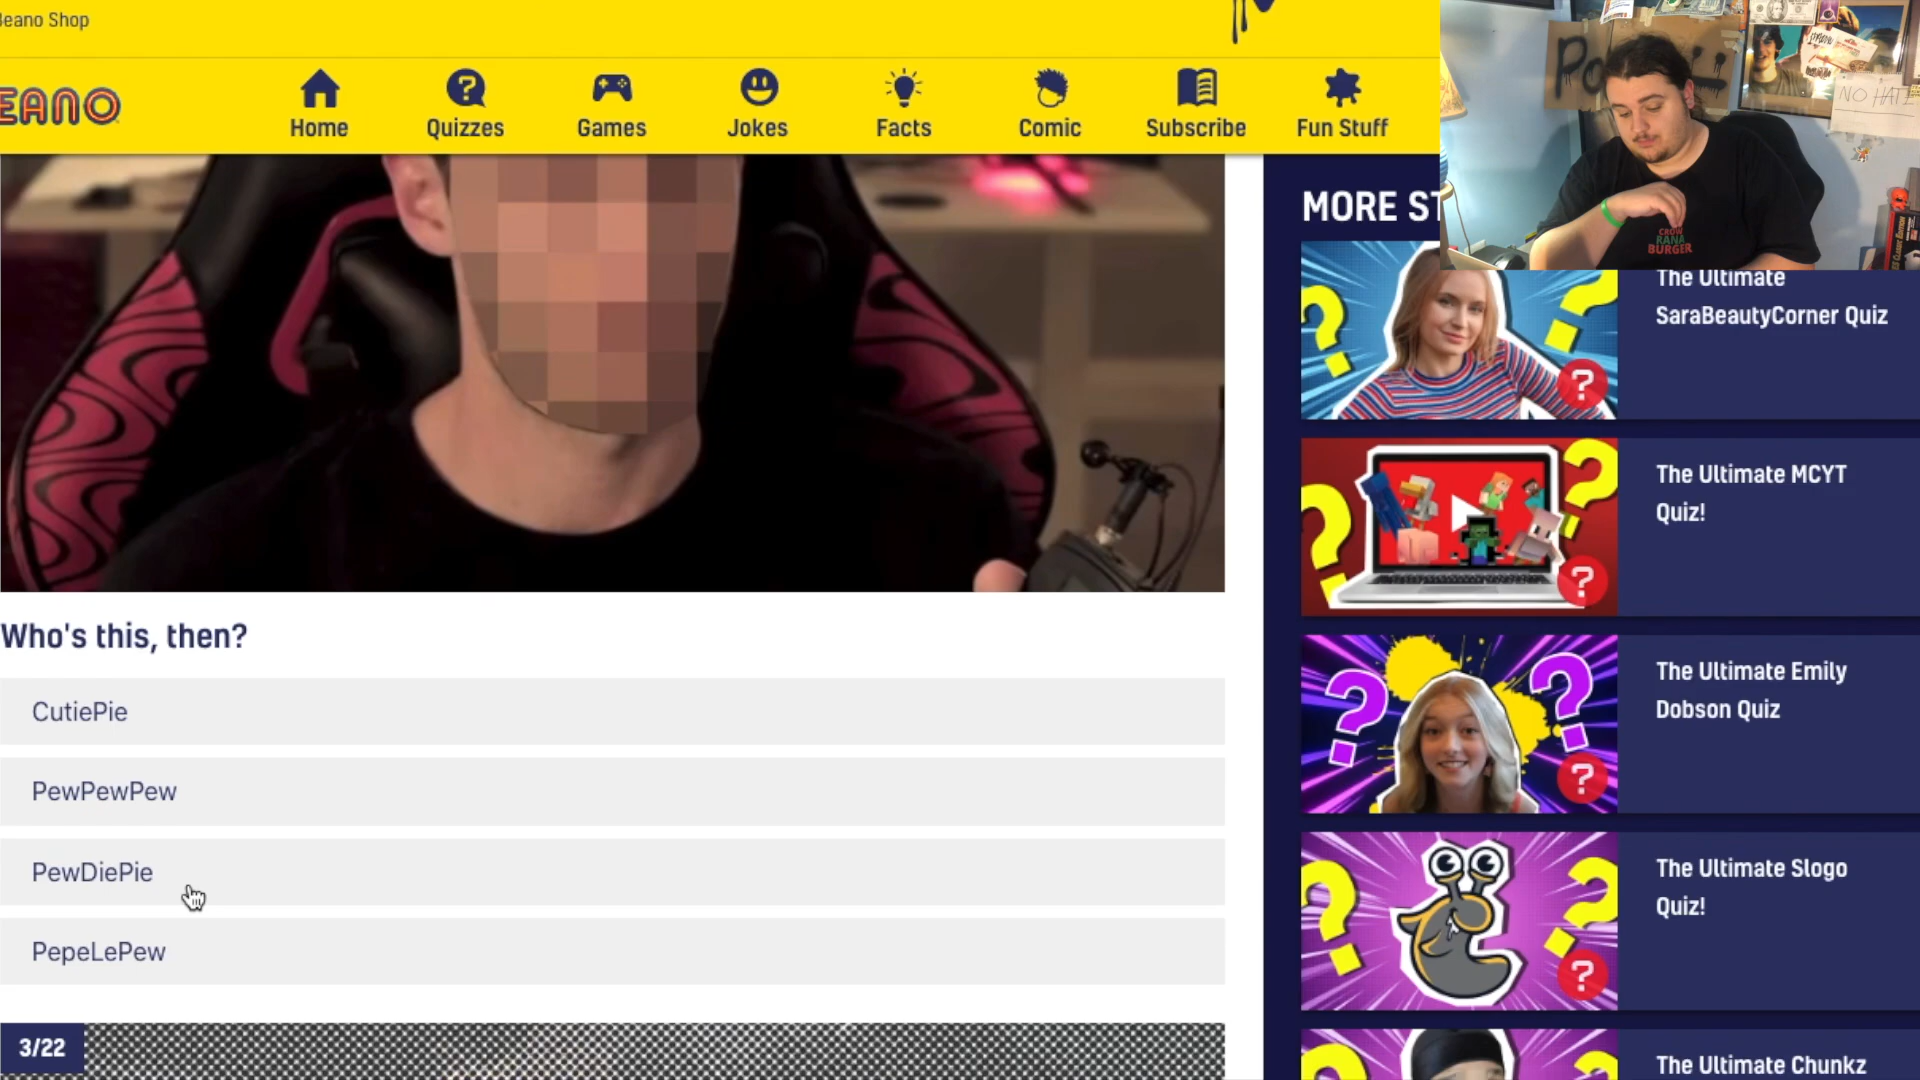 Beano Shop
EANO
Home
Quizzes
Games
Jokes
Facts
Comic
Subscribe
Fun Stuff
NO HATE
CROW
RANA
BURGER
MORE ST
The Ultimate
SaraBeautyCorner Quiz
The Ultimate MCYT
Quiz!
The Ultimate Emily
Dobson Quiz
The Ultimate Slogo
Quiz!
The Ultimate Chunkz
Who's this, then?
CutiePie
PewPewPew
PewDiePie
PepeLePew
3/22